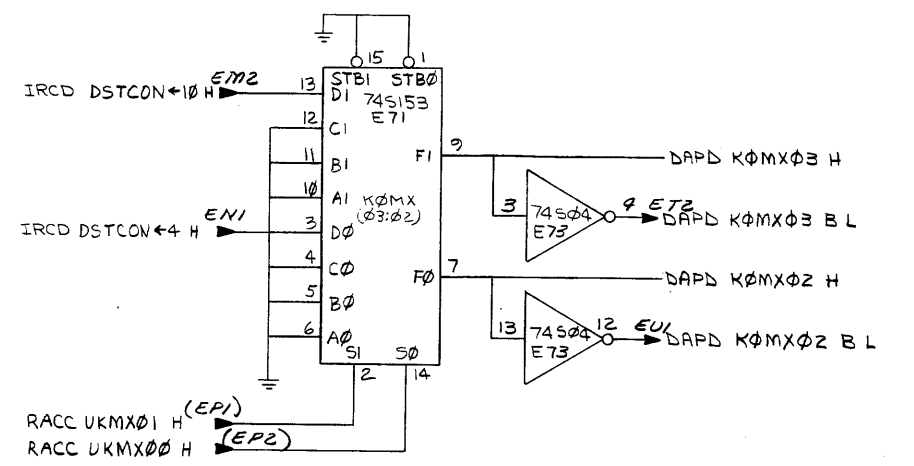 15 1
STB1 STBØ
IRCD DSTCON←1Ø H EM2 13 D1
74S153
E71
12 C1
11 B1
F1 9 DAPD KØMXØ3 H
1Ø A1
KØMX
(Ø3:Ø2)
3 74SØ4 4 ET2 DAPD KØMXØ3 B L
E73
IRCD DSTCON←4 H EN1 3 DØ
4 CØ
FØ 7 DAPD KØMXØ2 H
5 BØ
6 AØ
13 74SØ4 12 EU1 DAPD KØMXØ2 B L
E73
S1 SØ
2 14
RACC UKMXØ1 H (EP1)
RACC UKMXØØ H (EP2)